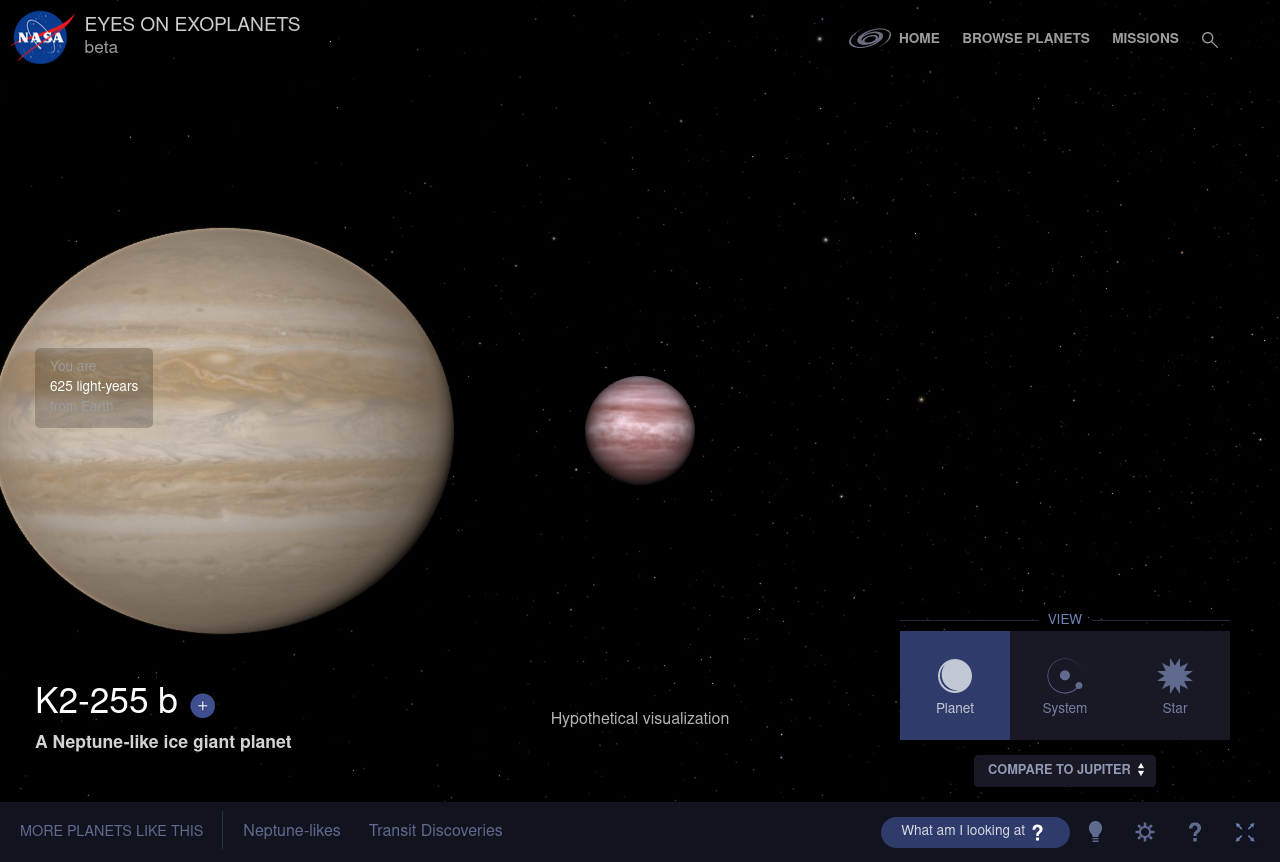 NASA
EYES ON EXOPLANETS
beta
HOME
BROWSE PLANETS
MISSIONS
You are
625 light-years
from Earth
K2-255 b +
A Neptune-like ice giant planet
Hypothetical visualization
VIEW
Planet
System
Star
COMPARE TO JUPITER
MORE PLANETS LIKE THIS
Neptune-likes
Transit Discoveries
What am I looking at ?
?